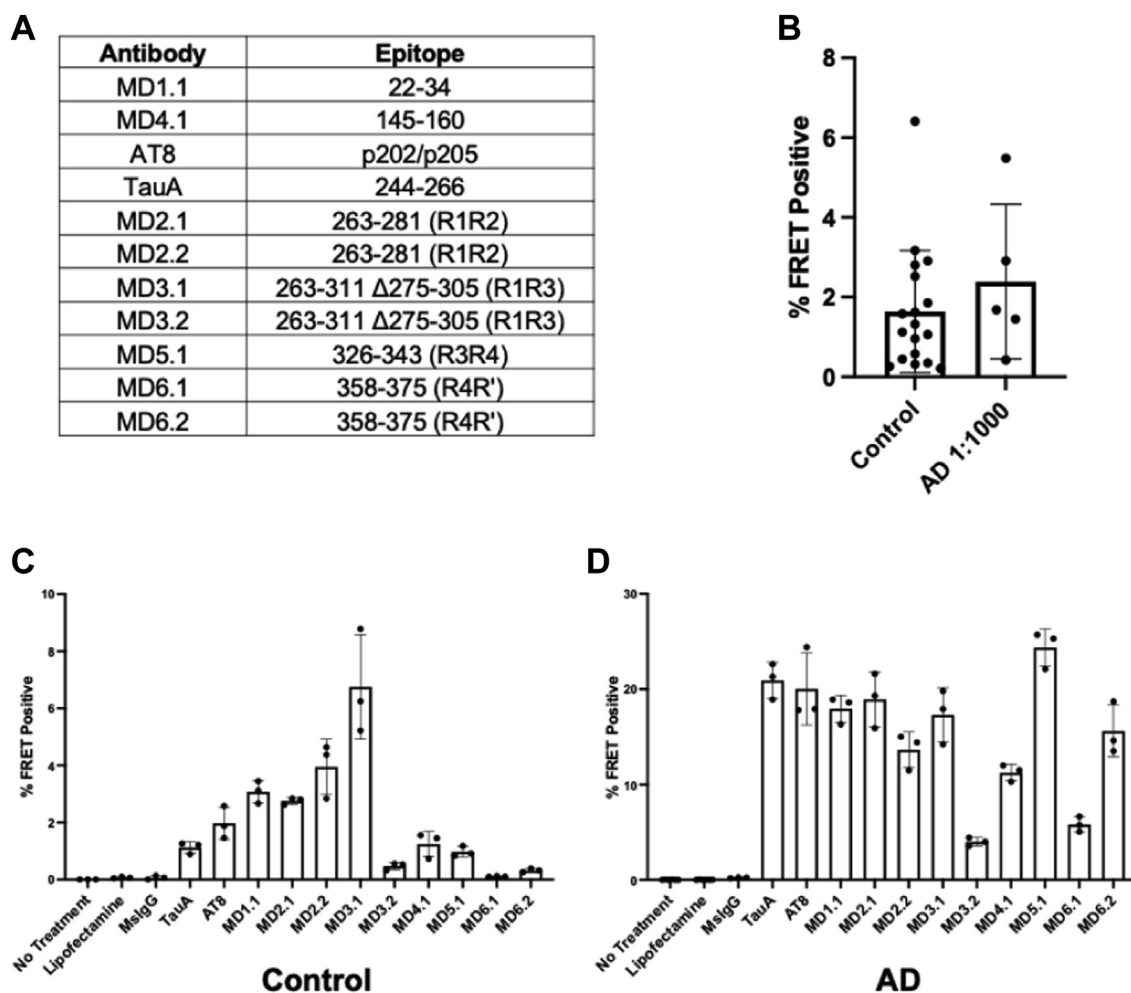 A
Antibody Epitope
MD1.1 22-34
MD4.1 145-160
AT8 p202/p205
TauA 244-266
MD2.1 263-281 (R1R2)
MD2.2 263-281 (R1R2)
MD3.1 263-311 Δ275-305 (R1R3)
MD3.2 263-311 Δ275-305 (R1R3)
MD5.1 326-343 (R3R4)
MD6.1 358-375 (R4R')
MD6.2 358-375 (R4R')
B
% FRET Positive
8
6
4
2
0
Control
AD 1:1000
C
% FRET Positive
10
8
6
4
2
0
No Treatment
Lipofectamine
MsIgG
TauA
AT8
MD1.1
MD2.1
MD2.2
MD3.1
MD3.2
MD4.1
MD5.1
MD6.1
MD6.2
Control
D
% FRET Positive
30
20
10
0
No Treatment
Lipofectamine
MsIgG
TauA
AT8
MD1.1
MD2.1
MD2.2
MD3.1
MD3.2
MD4.1
MD5.1
MD6.1
MD6.2
AD